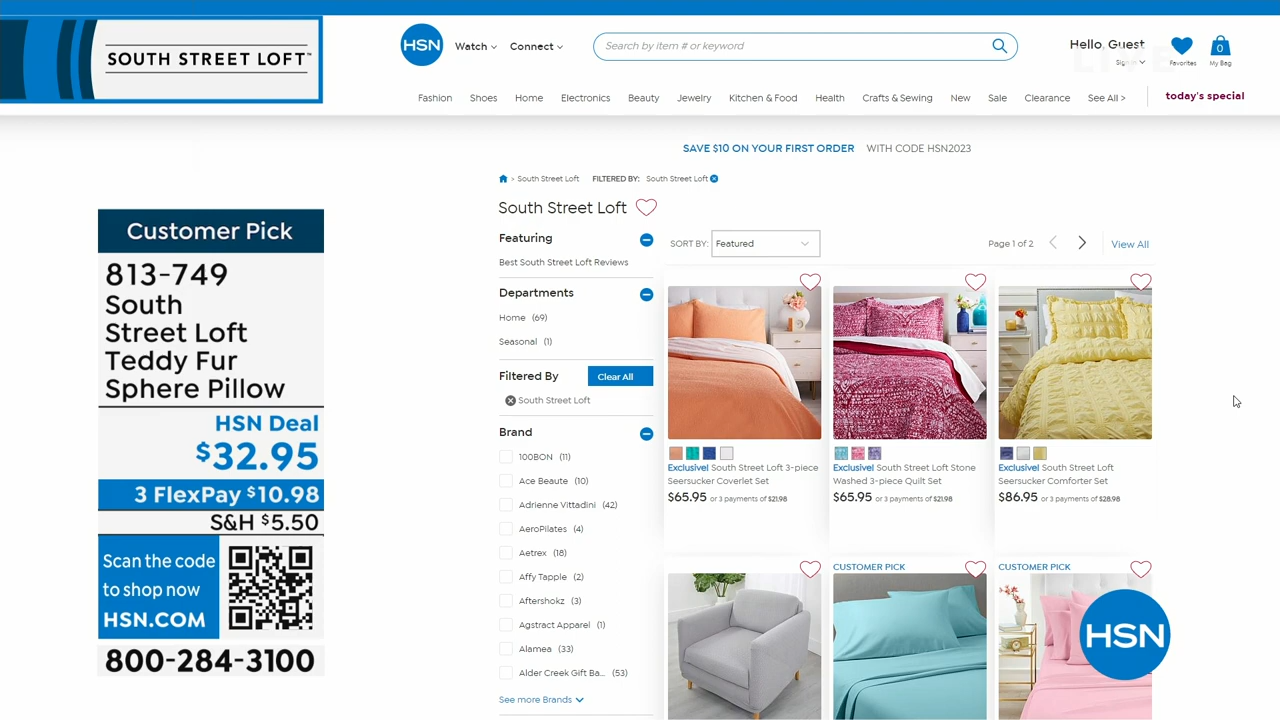 SOUTH STREET LOFT™
HSN
Watch
Connect
Search by item # or keyword
Hello, Guest
Sign In
LIVE
Favorites
0
My Bag
Fashion
Shoes
Home
Electronics
Beauty
Jewelry
Kitchen & Food
Health
Crafts & Sewing
New
Sale
Clearance
See All >
today's special
SAVE $10 ON YOUR FIRST ORDER WITH CODE HSN2023
> South Street Loft FILTERED BY: South Street Loft
South Street Loft
Featuring
Best South Street Loft Reviews
Departments
Home (69)
Seasonal (1)
Filtered By
Clear All
South Street Loft
Brand
100BON (11)
Ace Beaute (10)
Adrienne Vittadini (42)
AeroPilates (4)
Aetrex (18)
Affy Tapple (2)
Aftershokz (3)
Agstract Apparel (1)
Alamea (33)
Alder Creek Gift Ba... (53)
See more Brands
SORT BY: Featured
Page 1 of 2
View All
Exclusive! South Street Loft 3-piece
Seersucker Coverlet Set
$65.95 or 3 payments of $21.98
Exclusive! South Street Loft Stone
Washed 3-piece Quilt Set
$65.95 or 3 payments of $21.98
Exclusive! South Street Loft
Seersucker Comforter Set
$86.95 or 3 payments of $28.98
CUSTOMER PICK
CUSTOMER PICK
HSN
Customer Pick
813-749
South
Street Loft
Teddy Fur
Sphere Pillow
HSN Deal
$32.95
3 FlexPay $10.98
S&H $5.50
Scan the code
to shop now
HSN.COM
800-284-3100